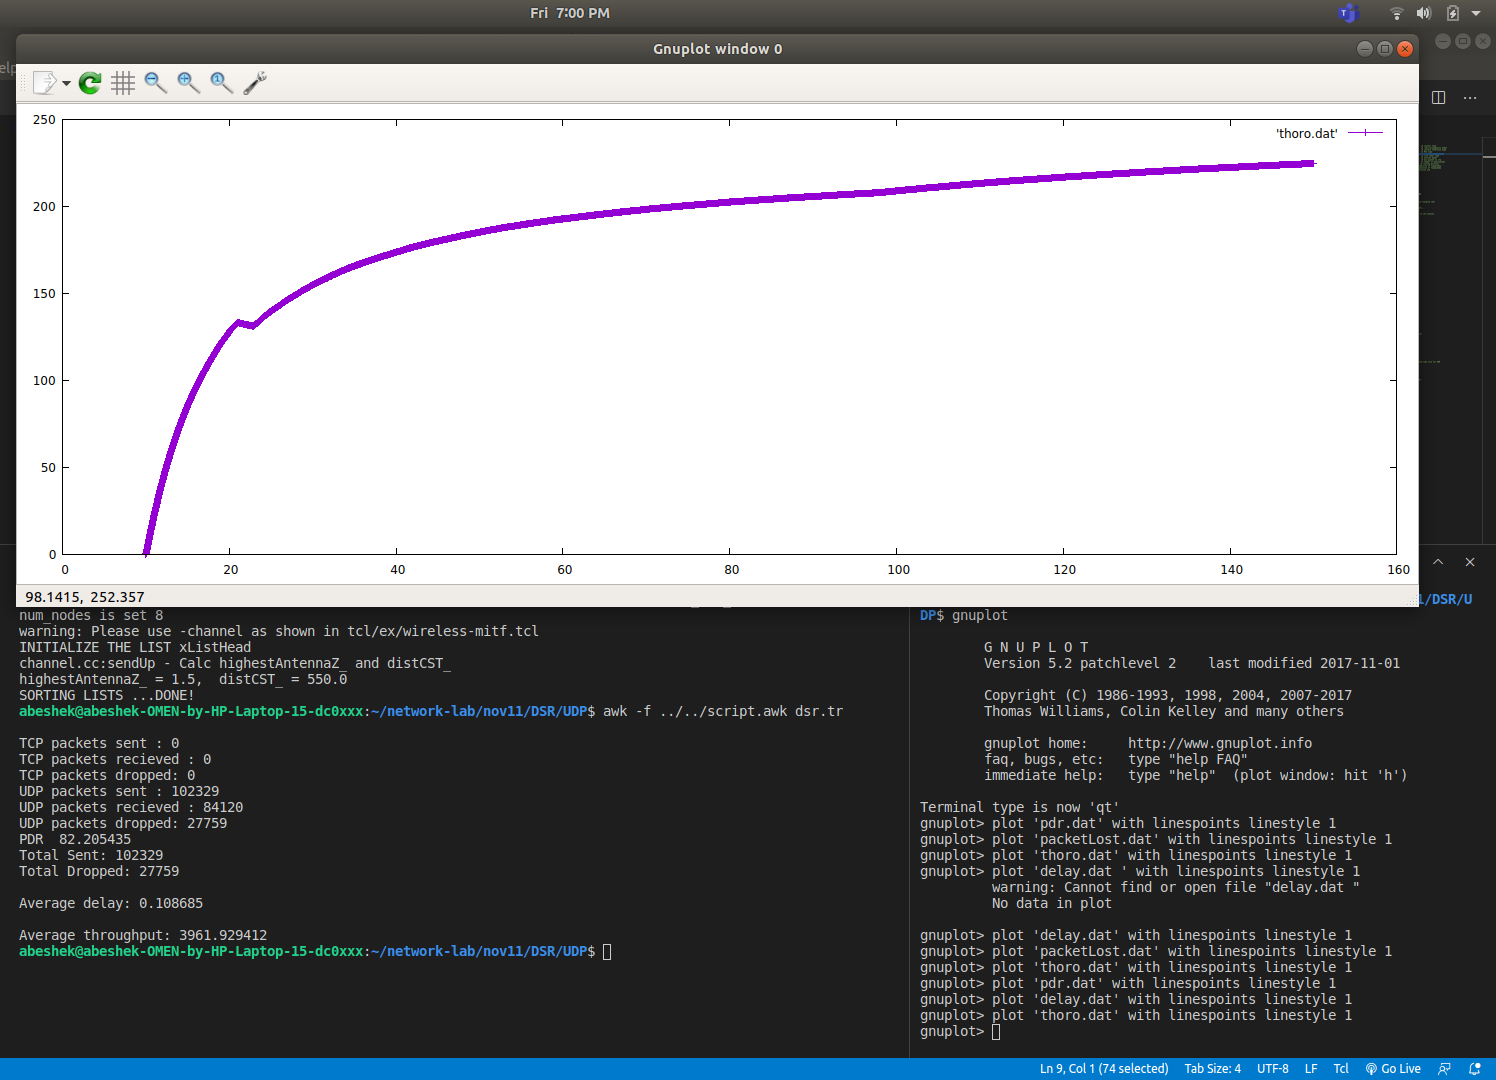 Fri 7:00 PM
Gnuplot window 0
elp
250
200
150
100
50
0
0 20 40 60 80 100 120 140 160
'thoro.dat'
98.1415, 252.357
num_nodes is set 8
warning: Please use -channel as shown in tcl/ex/wireless-mitf.tcl
INITIALIZE THE LIST xListHead
channel.cc:sendUp - Calc highestAntennaZ_ and distCST_
highestAntennaZ_ = 1.5,  distCST_ = 550.0
SORTING LISTS ...DONE!
abeshek@abeshek-OMEN-by-HP-Laptop-15-dc0xxx:~/network-lab/nov11/DSR/UDP$ awk -f ../../script.awk dsr.tr
TCP packets sent : 0
TCP packets recieved : 0
TCP packets dropped: 0
UDP packets sent : 102329
UDP packets recieved : 84120
UDP packets dropped: 27759
PDR  82.205435
Total Sent: 102329
Total Dropped: 27759
Average delay: 0.108685
Average throughput: 3961.929412
abeshek@abeshek-OMEN-by-HP-Laptop-15-dc0xxx:~/network-lab/nov11/DSR/UDP$
1/DSR/U
DP$ gnuplot
G N U P L O T
Version 5.2 patchlevel 2    last modified 2017-11-01
Copyright (C) 1986-1993, 1998, 2004, 2007-2017
Thomas Williams, Colin Kelley and many others
gnuplot home:     http://www.gnuplot.info
faq, bugs, etc:   type "help FAQ"
immediate help:   type "help"  (plot window: hit 'h')
Terminal type is now 'qt'
gnuplot> plot 'pdr.dat' with linespoints linestyle 1
gnuplot> plot 'packetLost.dat' with linespoints linestyle 1
gnuplot> plot 'thoro.dat' with linespoints linestyle 1
gnuplot> plot 'delay.dat ' with linespoints linestyle 1
warning: Cannot find or open file "delay.dat "
No data in plot
gnuplot> plot 'delay.dat' with linespoints linestyle 1
gnuplot> plot 'packetLost.dat' with linespoints linestyle 1
gnuplot> plot 'thoro.dat' with linespoints linestyle 1
gnuplot> plot 'pdr.dat' with linespoints linestyle 1
gnuplot> plot 'delay.dat' with linespoints linestyle 1
gnuplot> plot 'thoro.dat' with linespoints linestyle 1
gnuplot>
Ln 9, Col 1 (74 selected) Tab Size: 4 UTF-8 LF Tcl Go Live